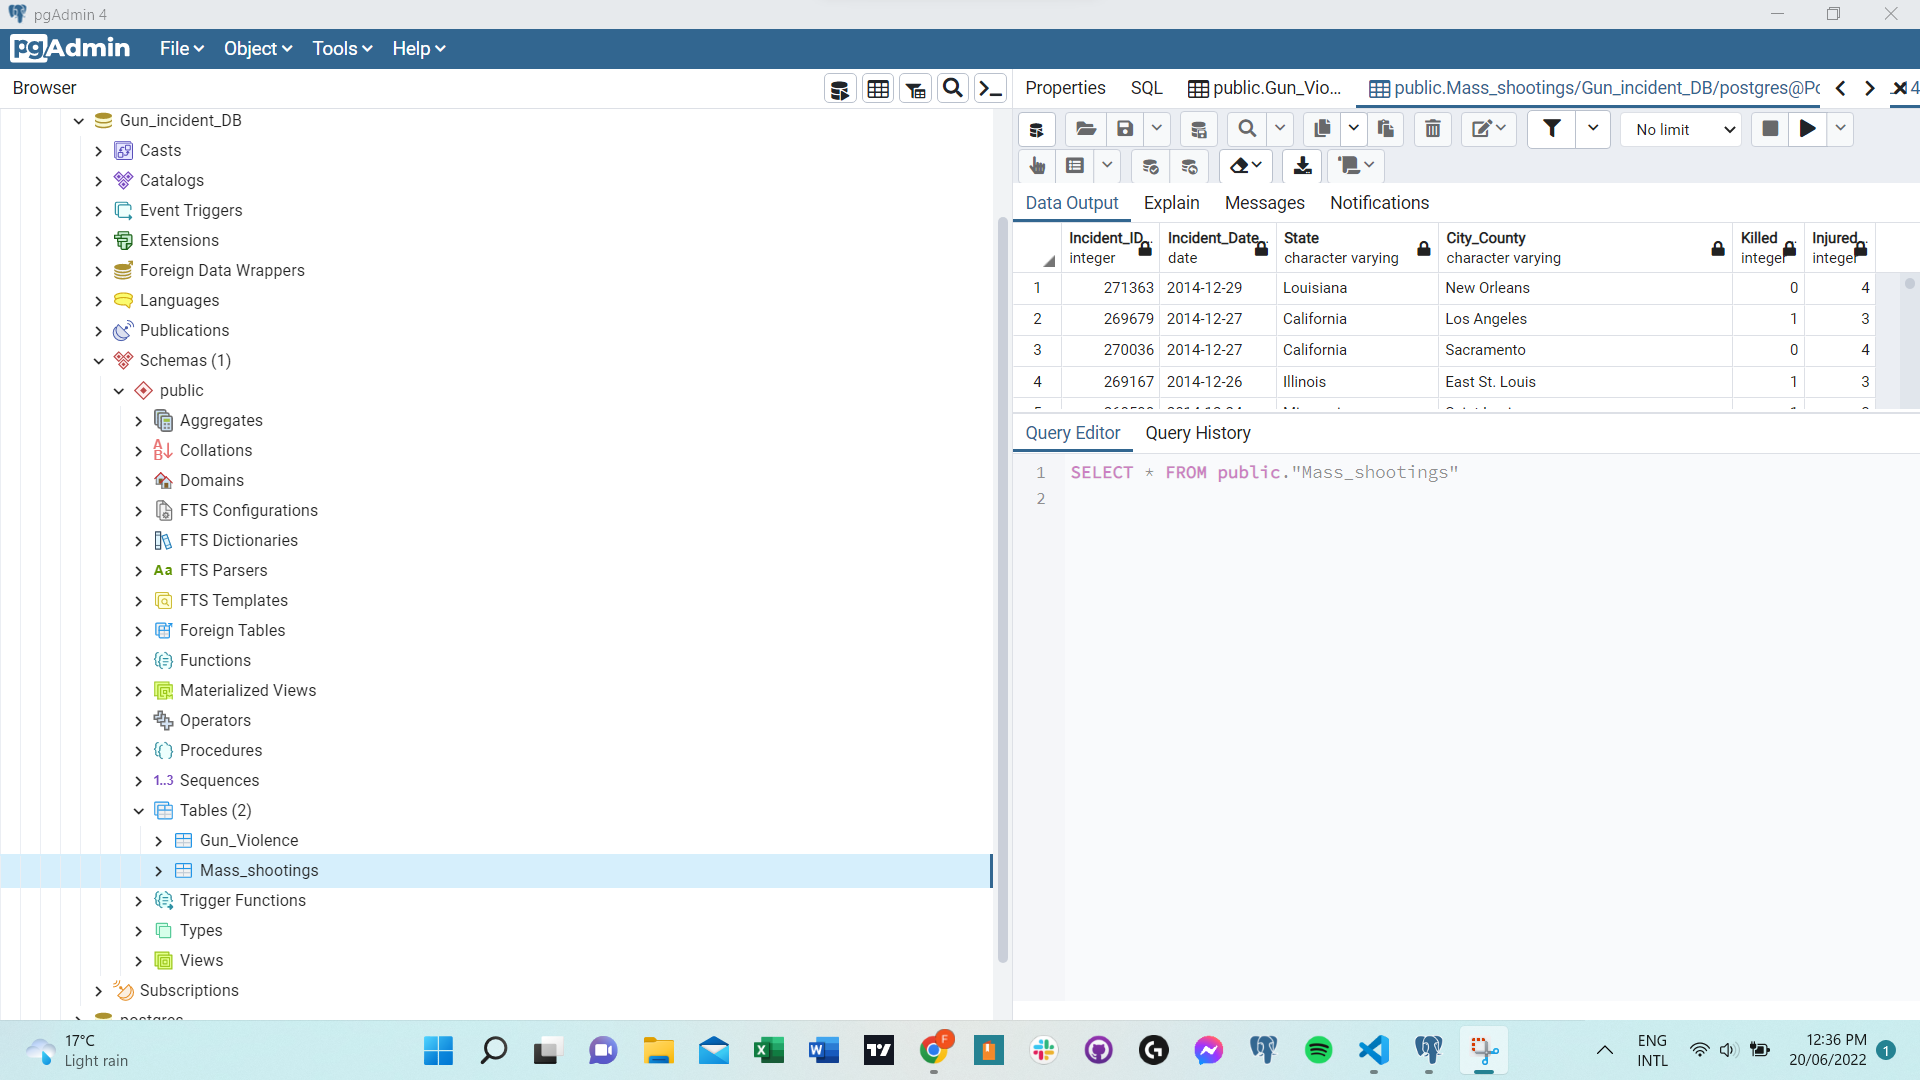 pgAdmin 4
pgAdmin File Object Tools Help
Browser
Properties SQL public.Gun_Vio... public.Mass_shootings/Gun_incident_DB/postgres@Po
No limit
Gun_incident_DB
Casts
Catalogs
Event Triggers
Extensions
Foreign Data Wrappers
Languages
Publications
Schemas (1)
public
Aggregates
Collations
Domains
FTS Configurations
FTS Dictionaries
Aa FTS Parsers
FTS Templates
Foreign Tables
Functions
Materialized Views
Operators
Procedures
1..3 Sequences
Tables (2)
Gun_Violence
Mass_shootings
Trigger Functions
Types
Views
Subscriptions
postgres
Data Output Explain Messages Notifications
Incident_ID Incident_Date State City_County Killed Injured
integer date character varying character varying integer integer
1 271363 2014-12-29 Louisiana New Orleans 0 4
2 269679 2014-12-27 California Los Angeles 1 3
3 270036 2014-12-27 California Sacramento 0 4
4 269167 2014-12-26 Illinois East St. Louis 1 3
Query Editor Query History
1 SELECT * FROM public."Mass_shootings"
2
17°C
Light rain
ENG
INTL
12:36 PM
20/06/2022
1